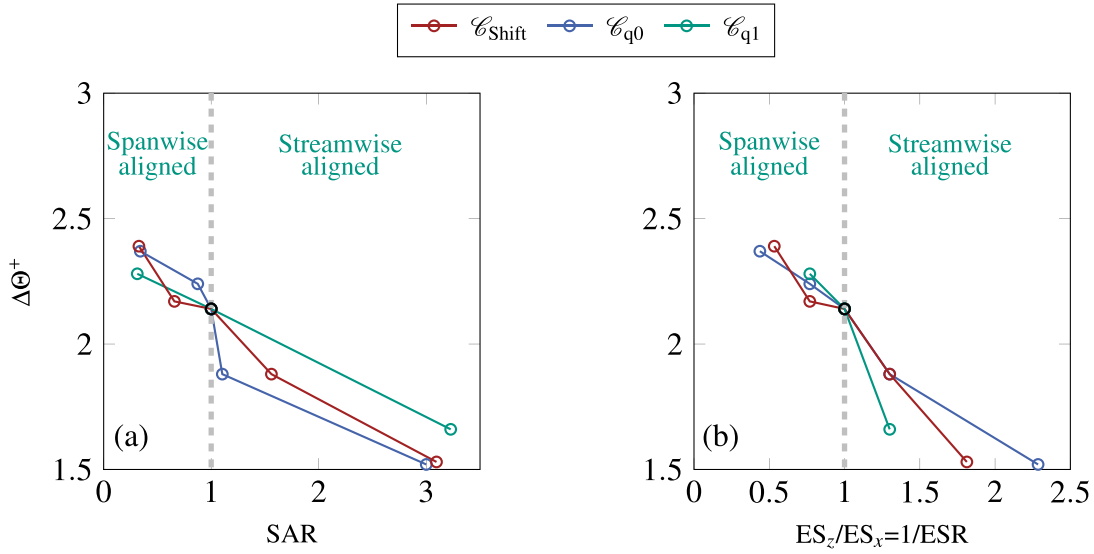 𝒞Shift 𝒞q0 𝒞q1
3
2.5
2
1.5
0 1 2 3
ΔΘ+
SAR
Spanwise
aligned
Streamwise
aligned
(a)
3
2.5
2
1.5
0 0.5 1 1.5 2 2.5
ESz/ESx=1/ESR
Spanwise
aligned
Streamwise
aligned
(b)